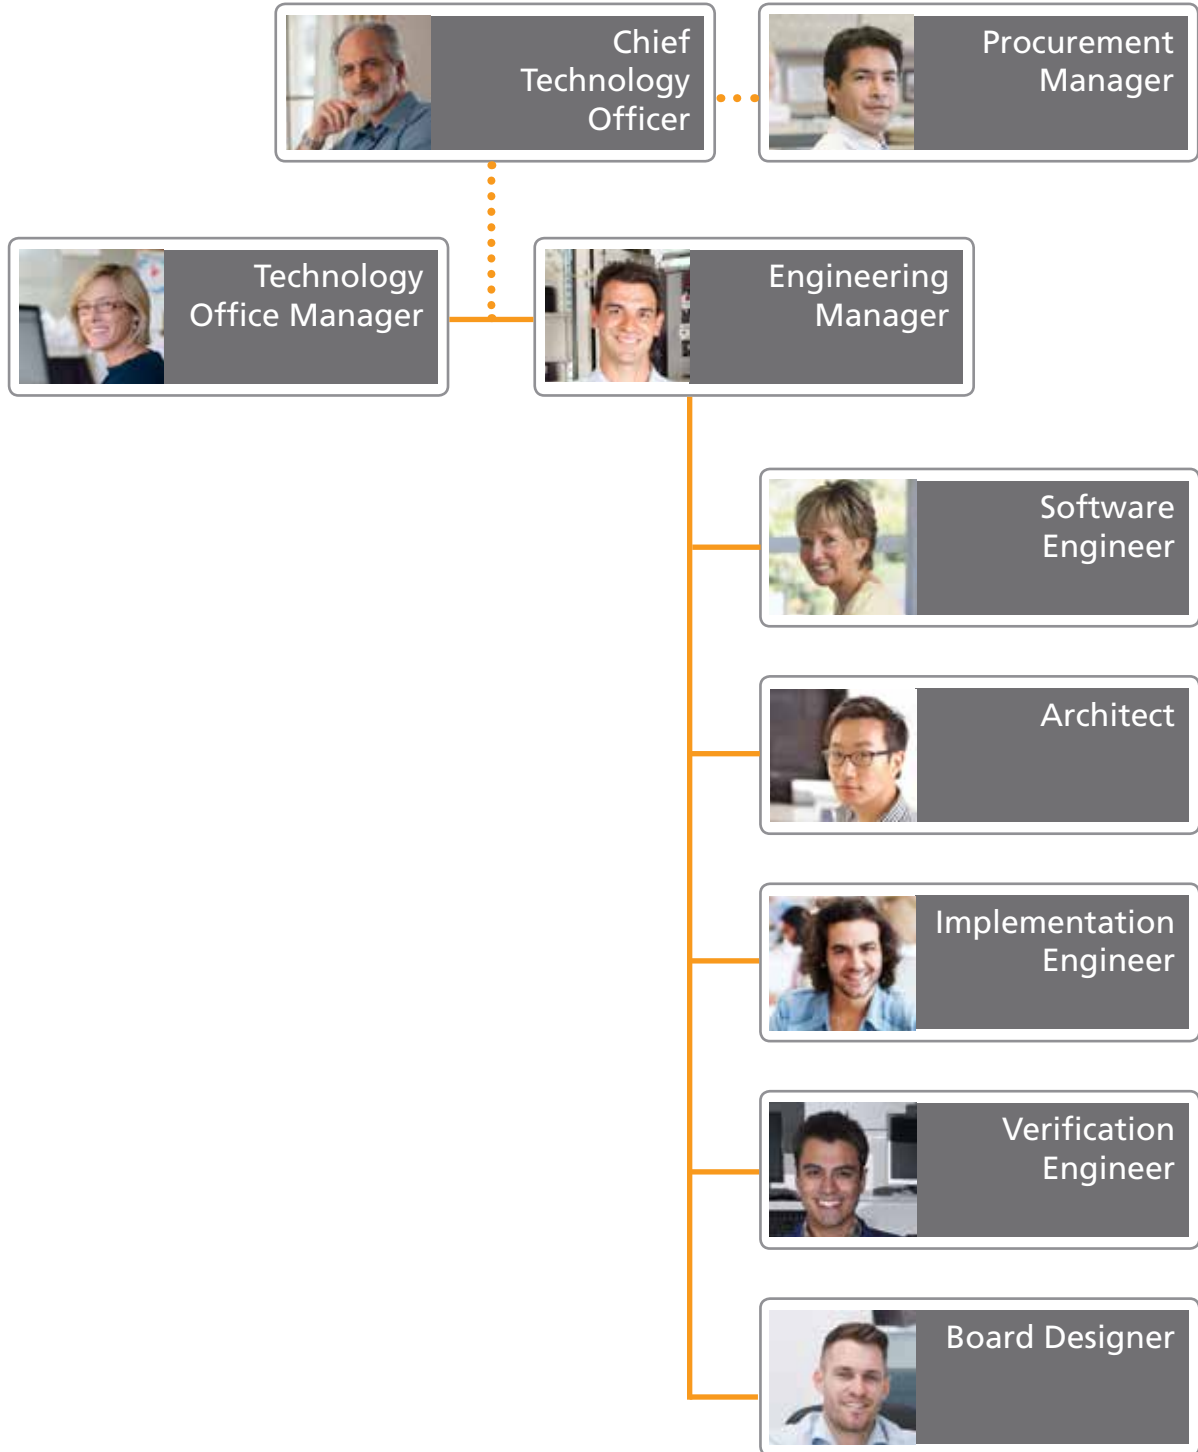 Chief
Technology
Officer
Procurement
Manager
Technology
Office Manager
Engineering
Manager
Software
Engineer
Architect
Implementation
Engineer
Verification
Engineer
Board Designer